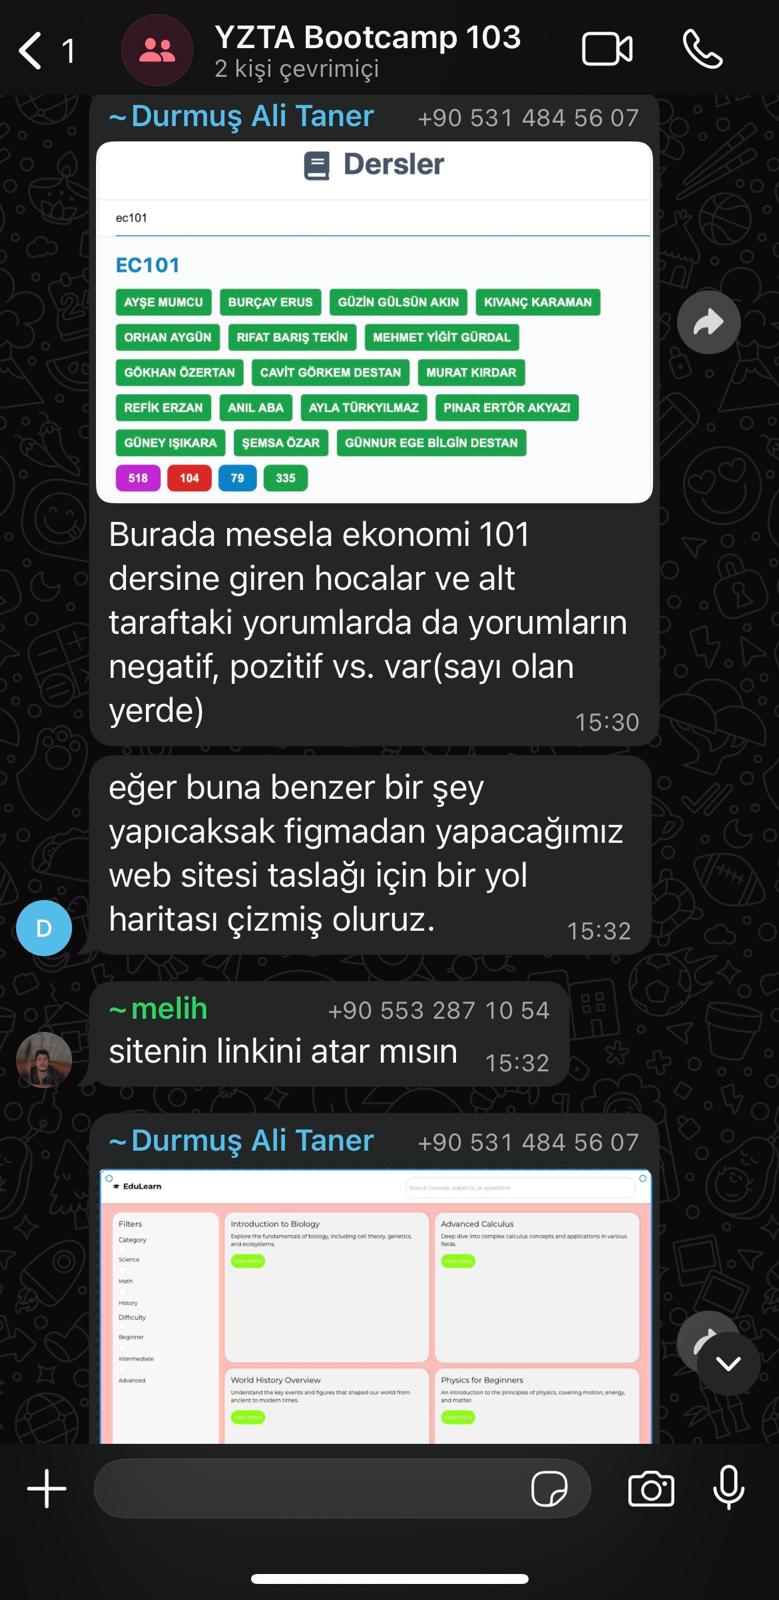 1
YZTA Bootcamp 103
2 kişi çevrimiçi
~Durmuş Ali Taner +90 531 484 56 07
Dersler
ec101
EC101
AYŞE MUMCU BURÇAY ERUS GÜZİN GÜLSÜN AKIN KIVANÇ KARAMAN
ORHAN AYGÜN RIFAT BARIŞ TEKİN MEHMET YİĞİT GÜRDAL
GÖKHAN ÖZERTAN CAVİT GÖRKEM DESTAN MURAT KIRDAR
REFİK ERZAN ANIL ABA AYLA TÜRKYILMAZ PINAR ERTÖR AKYAZI
GÜNEY IŞIKARA ŞEMSA ÖZAR GÜNNUR EGE BİLGİN DESTAN
518 104 79 335
Burada mesela ekonomi 101
dersine giren hocalar ve alt
taraftaki yorumlarda da yorumların
negatif, pozitif vs. var(sayı olan
yerde)
15:30
eğer buna benzer bir şey
yapıcaksak figmadan yapacağımız
web sitesi taslağı için bir yol
haritası çizmiş oluruz.
15:32
D
~melih +90 553 287 10 54
sitenin linkini atar mısın 15:32
~Durmuş Ali Taner +90 531 484 56 07
EduLearn
Search courses, subjects, or questions
Filters
Category
Science
Math
History
Difficulty
Beginner
Intermediate
Advanced
Introduction to Biology
Explore the fundamentals of biology, including cell theory, genetics,
and ecosystems.
View More
Advanced Calculus
Deep dive into complex calculus concepts and applications in various
fields.
View More
World History Overview
Understand the key events and figures that shaped our world from
ancient to modern times.
View More
Physics for Beginners
An introduction to the principles of physics, covering motion, energy,
and matter.
View More